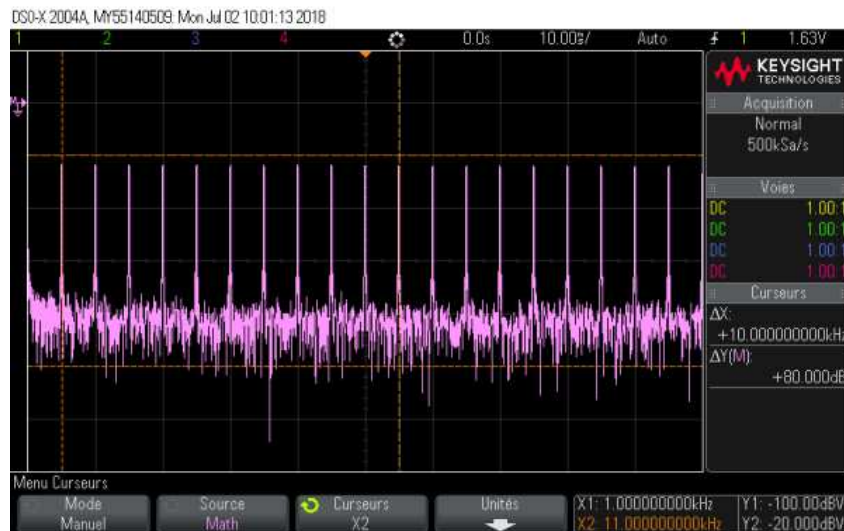 DSO-X 2004A, MY55140509: Mon Jul 02 10:01:13 2018
1 2 3 4 0.0s 10.00s/ Auto 1 1.63V
KEYSIGHT
TECHNOLOGIES
Acquisition
Normal
500kSa/s
Voies
DC 1.00:1
DC 1.00:1
DC 1.00:1
DC 1.00:1
Curseurs
ΔX:
+10.000000000kHz
ΔY(M):
+80.000dB
Menu Curseurs
Mode
Manuel
Source
Math
Curseurs
X2
Unités
X1: 1.000000000kHz
X2: 11.000000000kHz
Y1: -100.00dBV
Y2: -20.000dBV